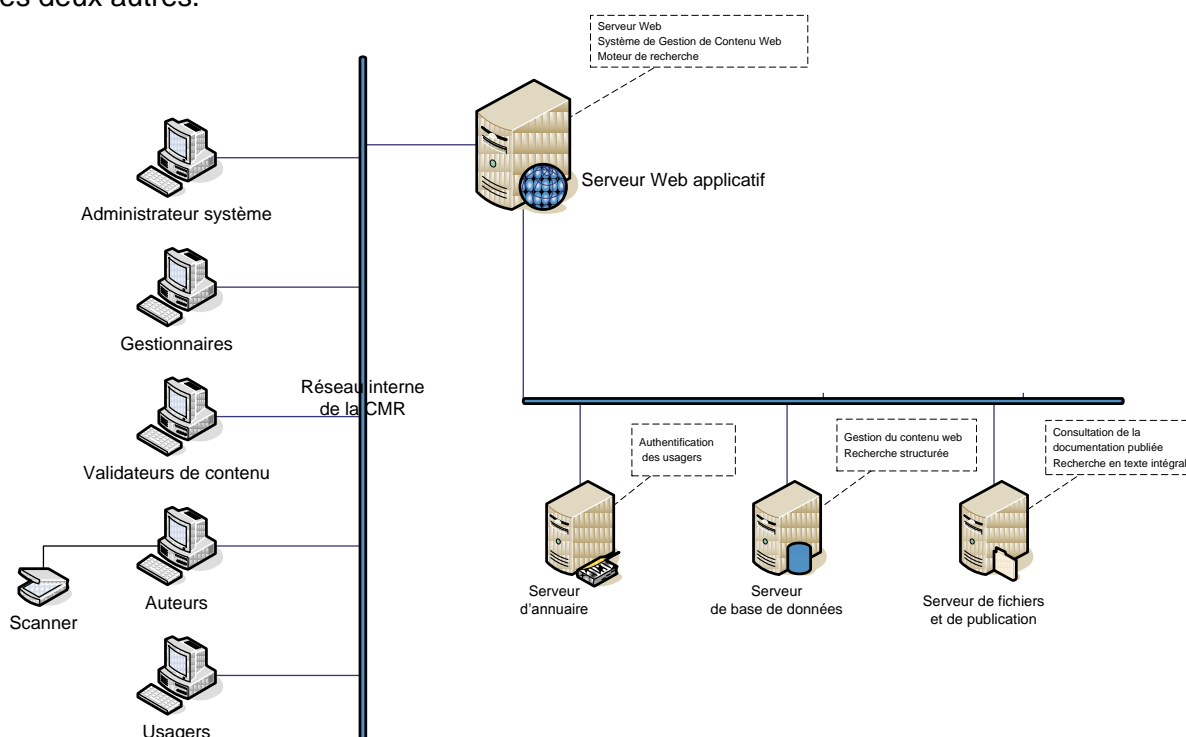 es deux autres.
Serveur Web
Système de Gestion de Contenu Web
Moteur de recherche
Serveur Web applicatif
Administrateur système
Gestionnaires
Réseau interne
de la CMR
Validateurs de contenu
Auteurs
Scanner
Usagers
Authentification
des usagers
Gestion du contenu web
Recherche structurée
Consultation de la
documentation publiée
Recherche en texte intégral
Serveur
d'annuaire
Serveur
de base de données
Serveur de fichiers
et de publication